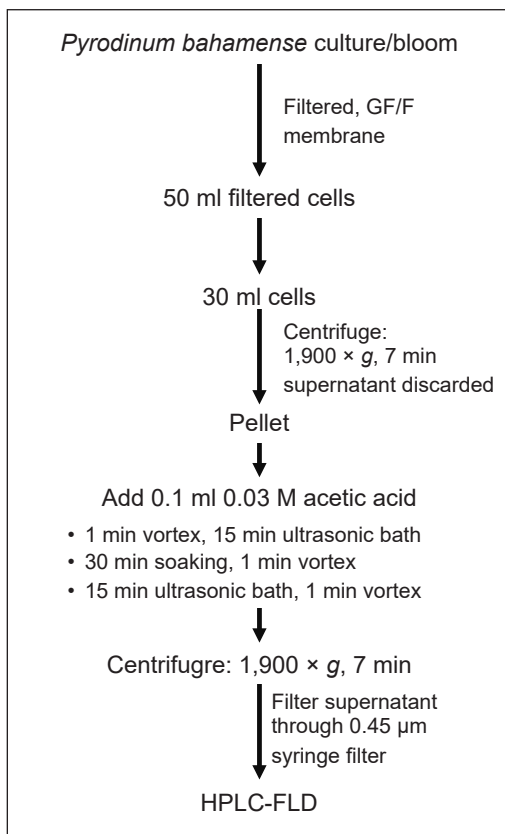 Pyrodinum bahamense culture/bloom
Filtered, GF/F
membrane
50 ml filtered cells
30 ml cells
Centrifuge:
1,900 × g, 7 min
supernatant discarded
Pellet
Add 0.1 ml 0.03 M acetic acid
• 1 min vortex, 15 min ultrasonic bath
• 30 min soaking, 1 min vortex
• 15 min ultrasonic bath, 1 min vortex
Centrifugre: 1,900 × g, 7 min
Filter supernatant
through 0.45 µm
syringe filter
HPLC-FLD